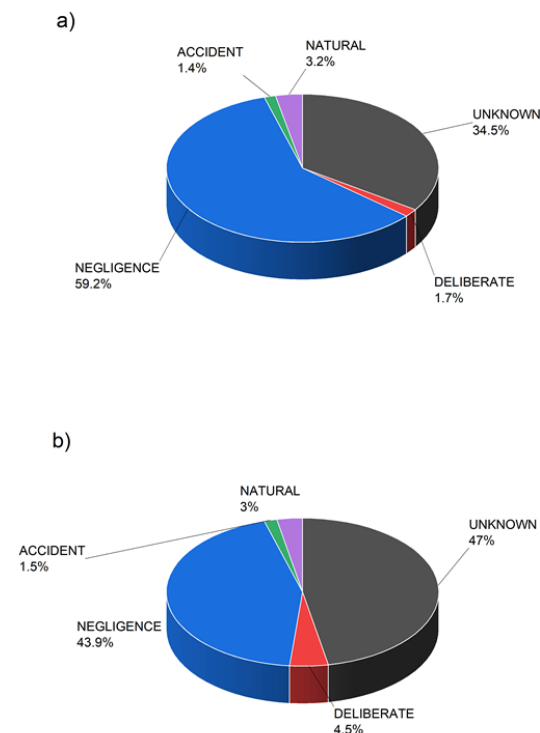 a)
ACCIDENT
1.4%
NATURAL
3.2%
UNKNOWN
34.5%
NEGLIGENCE
59.2%
DELIBERATE
1.7%
b)
NATURAL
3%
UNKNOWN
47%
ACCIDENT
1.5%
NEGLIGENCE
43.9%
DELIBERATE
4.5%